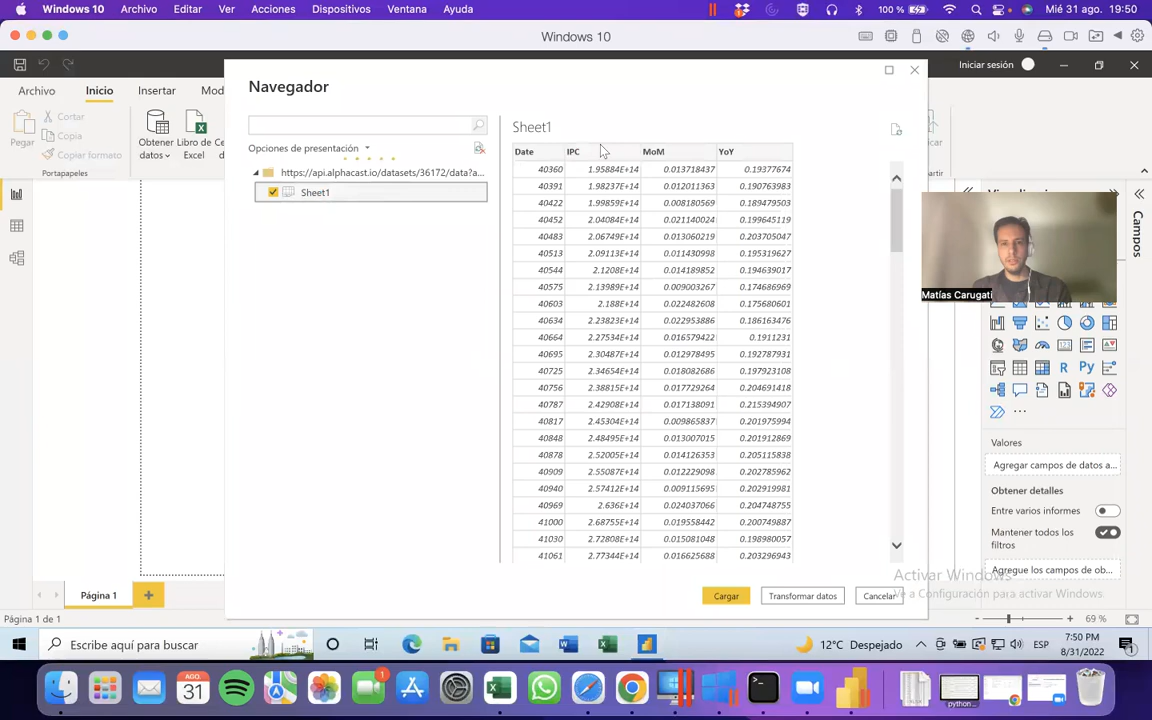 Windows 10 Archivo Editar Ver Acciones Dispositivos Ventana Ayuda 100 % Mié 31 ago. 19:50
Windows 10
Iniciar sesión
Archivo Inicio Insertar Mod
Navegador
Pegar
Cortar
Copia
Copiar formato
Portapapeles
Obtener datos
Libro de Excel
Opciones de presentación
https://api.alphacast.io/datasets/36172/data?a...
Sheet1
Sheet1
Date IPC MoM YoY
40360 1.95884E+14 0.013718437 0.19377674
40391 1.98237E+14 0.012011363 0.190763983
40422 1.99859E+14 0.008180569 0.189479503
40452 2.04084E+14 0.021140024 0.199645119
40483 2.06749E+14 0.013060219 0.203705047
40513 2.09113E+14 0.011430998 0.195319627
40544 2.1208E+14 0.014189852 0.194639017
40575 2.13989E+14 0.009003267 0.174686969
40603 2.188E+14 0.022482608 0.175680601
40634 2.23823E+14 0.022953886 0.186163476
40664 2.27534E+14 0.016579422 0.1911231
40695 2.30487E+14 0.012978495 0.192787931
40725 2.34654E+14 0.018082686 0.197923108
40756 2.38815E+14 0.017729264 0.204691418
40787 2.42908E+14 0.017138091 0.215394907
40817 2.45304E+14 0.009865837 0.201975994
40848 2.48495E+14 0.013007015 0.201912869
40878 2.52005E+14 0.014126353 0.205115838
40909 2.55087E+14 0.012229098 0.202785962
40940 2.57412E+14 0.009115695 0.202919981
40969 2.636E+14 0.024037066 0.204748755
41000 2.68755E+14 0.019558442 0.200749887
41030 2.72808E+14 0.015081048 0.198980057
41061 2.77344E+14 0.016625688 0.203296943
Cargar Transformar datos Cancelar
Matías Carugati
Campos
R Py
Valores
Agregar campos de datos a...
Obtener detalles
Entre varios informes
Mantener todos los
filtros
Agregue los campos de ob...
Activar Windows
Ve a Configuración para activar Windows.
Página 1
Página 1 de 1
69 %
Escribe aquí para buscar
12°C Despejado
ESP
7:50 PM
8/31/2022
AGO.
31
1